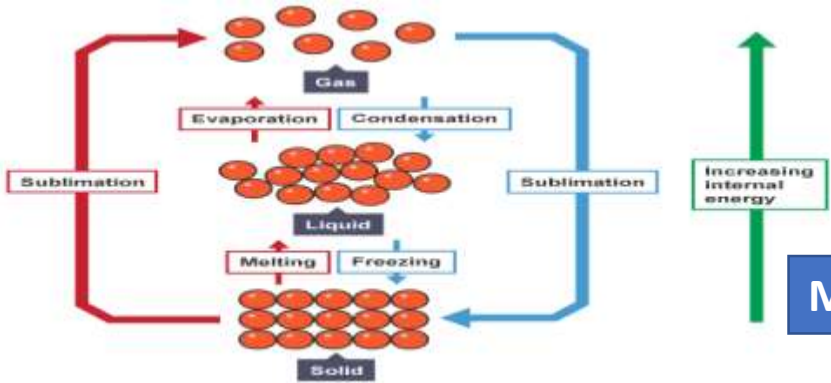 Gas
Evaporation
Condensation
Sublimation
Sublimation
Increasing
internal
energy
Liquid
Melting
Freezing
M
Solid